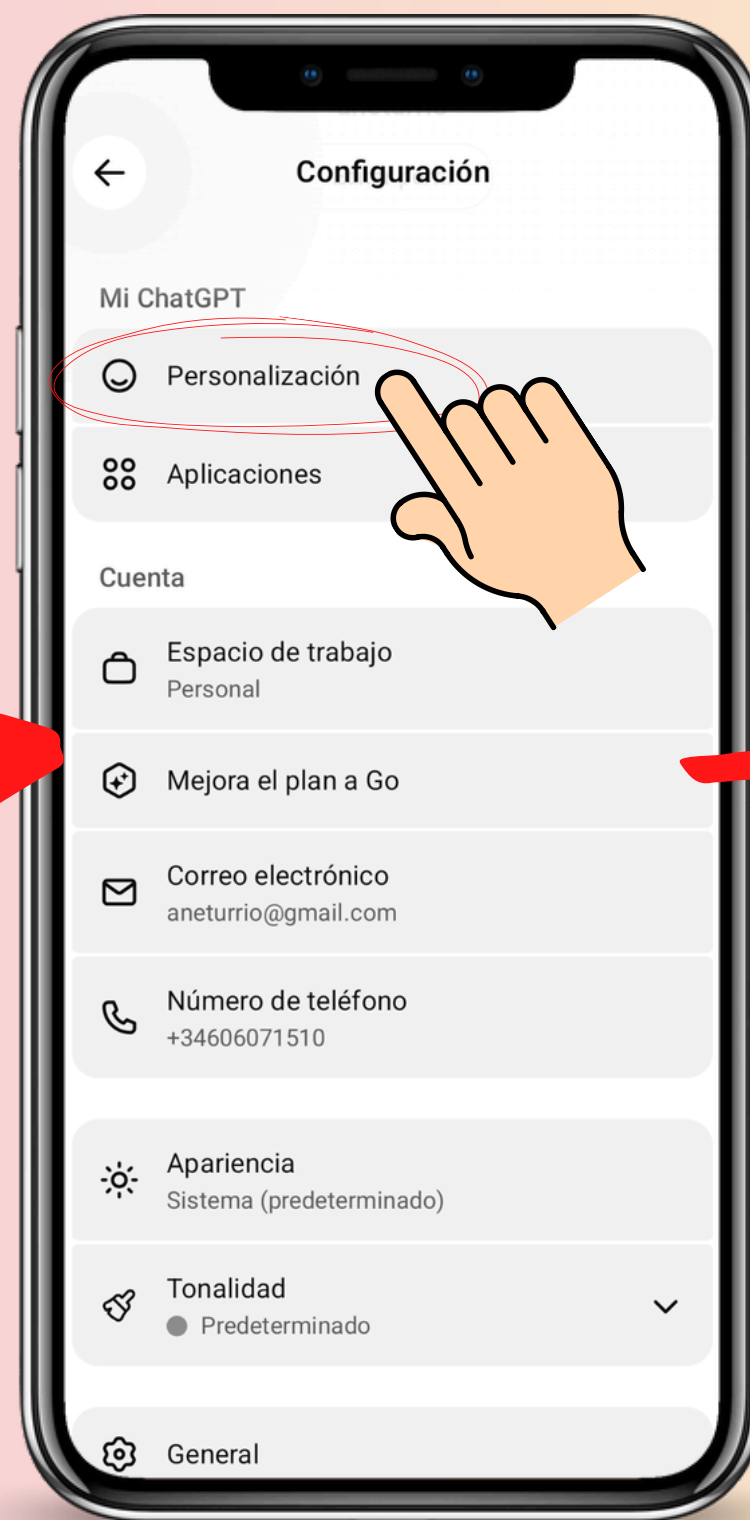 Configuración
Mi ChatGPT
Personalización
Aplicaciones
Cuenta
Espacio de trabajo
Personal
Mejora el plan a Go
Correo electrónico
aneturrio@gmail.com
Número de teléfono
+34606071510
Apariencia
Sistema (predeterminado)
Tonalidad
Predeterminado
General